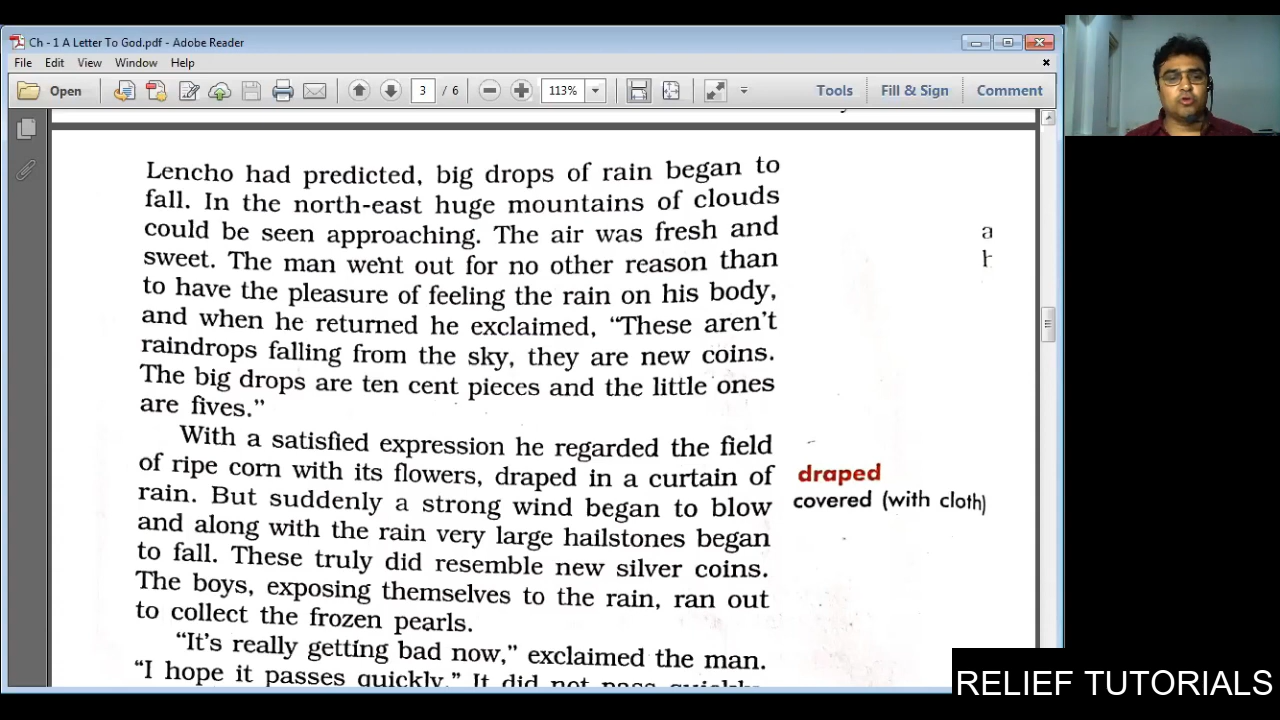 Ch - 1 A Letter To God.pdf - Adobe Reader
File Edit View Window Help
Open 3 / 6 113% Tools Fill & Sign Comment
Lencho had predicted, big drops of rain began to
fall. In the north-east huge mountains of clouds
could be seen approaching. The air was fresh and
sweet. The man went out for no other reason than
to have the pleasure of feeling the rain on his body,
and when he returned he exclaimed, “These aren’t
raindrops falling from the sky, they are new coins.
The big drops are ten cent pieces and the little ones
are fives.”
With a satisfied expression he regarded the field
of ripe corn with its flowers, draped in a curtain of
rain. But suddenly a strong wind began to blow
and along with the rain very large hailstones began
to fall. These truly did resemble new silver coins.
The boys, exposing themselves to the rain, ran out
to collect the frozen pearls.
“It’s really getting bad now,” exclaimed the man.
“I hope it passes quickly.” It did not pass quickly.
draped
covered (with cloth)
a
RELIEF TUTORIALS